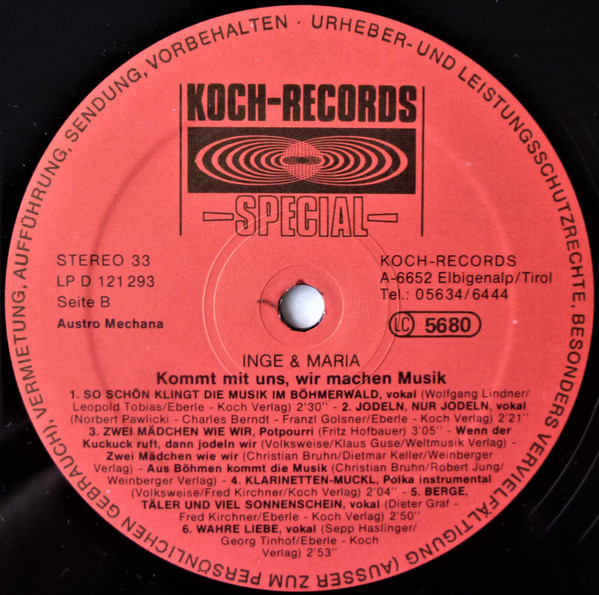 URHEBER- UND LEISTUNGSSCHUTZRECHTE, BESONDERS VERVIELFÄLTIGUNG (AUSSER ZUM PERSÖNLICHEN GEBRAUCH), VERMIETUNG, AUFFÜHRUNG, SENDUNG, VORBEHALTEN ·
KOCH-RECORDS
-SPECIAL-
STEREO 33
LP D 121 293
Seite B
Austro Mechana
KOCH-RECORDS
A-6652 Elbigenalp/Tirol
Tel.: 05634/6444
LC 5680
INGE & MARIA
Kommt mit uns, wir machen Musik
1. SO SCHÖN KLINGT DIE MUSIK IM BÖHMERWALD, vokal (Wolfgang Lindner/
Leopold Tobias/Eberle - Koch Verlag) 2'30'' - 2. JODELN, NUR JODELN, vokal
(Norbert Pawlicki - Charles Berndt - Franzl Golsner/Eberle - Koch Verlag) 2'21''
3. ZWEI MÄDCHEN WIE WIR, Potpourri (Fritz Hofbauer) 3'05'' - Wenn der
Kuckuck ruft, dann jodeln wir (Volksweise/Klaus Guse/Weltmusik Verlag) -
Zwei Mädchen wie wir (Christian Bruhn/Dietmar Keller/Weinberger
Verlag) - Aus Böhmen kommt die Musik (Christian Bruhn/Robert Jung/
Weinberger Verlag) - 4. KLARINETTEN-MUCKL, Polka instrumental
(Volksweise/Fred Kirchner/Koch Verlag) 2'04'' - 5. BERGE,
TÄLER UND VIEL SONNENSCHEIN, vokal (Dieter Graf -
Fred Kirchner/Eberle - Koch Verlag) 2'50''
6. WAHRE LIEBE, vokal (Sepp Haslinger/
Georg Tinhof/Eberle - Koch
Verlag) 2'53''